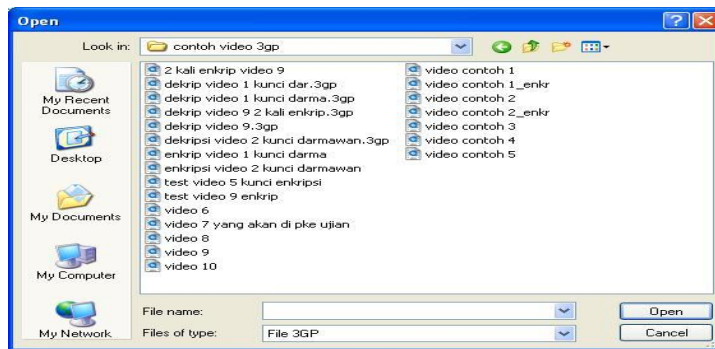 Open
Look in:
contoh video 3gp
My Recent
Documents
Desktop
My Documents
My Computer
My Network
2 kali enkrip video 9
dekrip video 1 kunci dar.3gp
dekrip video 1 kunci darma.3gp
dekrip video 9 2 kali enkrip.3gp
dekrip video 9.3gp
dekripsi video 2 kunci darmawan.3gp
enkrip video 1 kunci darma
enkripsi video 2 kunci darmawan
test video 5 kunci enkripsi
test video 9 enkrip
video 6
video 7 yang akan di pke ujian
video 8
video 9
video 10
video contoh 1
video contoh 1_enkr
video contoh 2
video contoh 2_enkr
video contoh 3
video contoh 4
video contoh 5
File name:
Open
Files of type:
File 3GP
Cancel